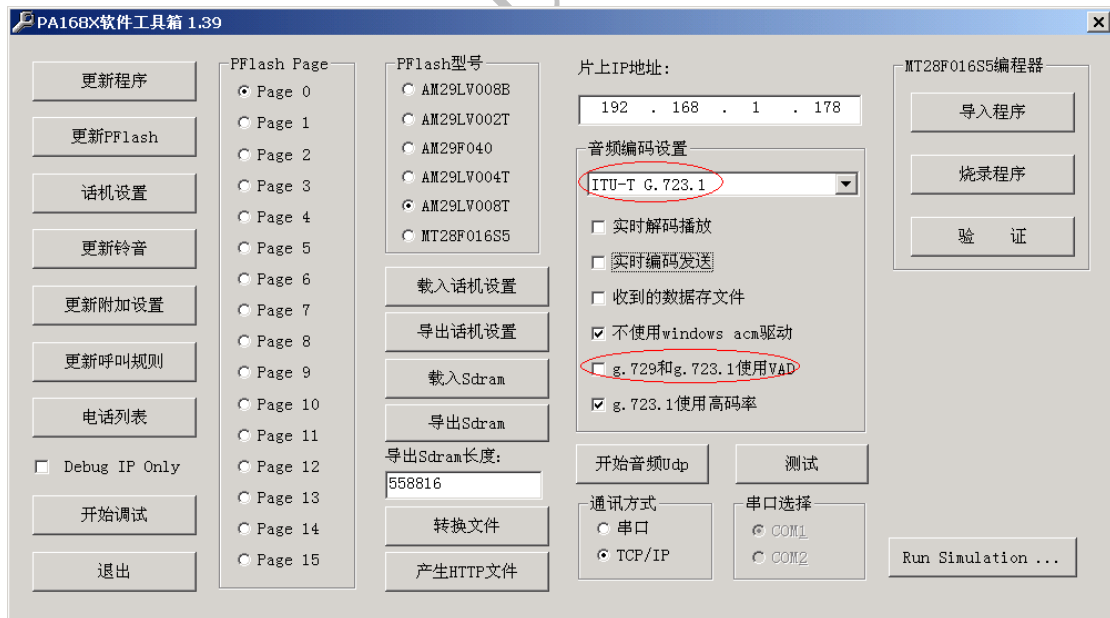 PA168X软件工具箱 1.39
更新程序
更新PFlash
话机设置
更新铃音
更新附加设置
更新呼叫规则
电话列表
Debug IP Only
开始调试
退出
PFlash Page
Page 0
Page 1
Page 2
Page 3
Page 4
Page 5
Page 6
Page 7
Page 8
Page 9
Page 10
Page 11
Page 12
Page 13
Page 14
Page 15
PFlash型号
AM29LV008B
AM29LV002T
AM29F040
AM29LV004T
AM29LV008T
MT28F016S5
载入话机设置
导出话机设置
载入Sdram
导出Sdram
导出Sdram长度:
558816
转换文件
产生HTTP文件
片上IP地址:
192 . 168 . 1 . 178
音频编码设置
ITU-T G.723.1
实时解码播放
实时编码发送
收到的数据存文件
不使用windows acm驱动
g.729和g.723.1使用VAD
g.723.1使用高码率
开始音频Udp
测试
通讯方式
串口
TCP/IP
串口选择
COM1
COM2
MT28F016S5编程器
导入程序
烧录程序
验 证
Run Simulation ...